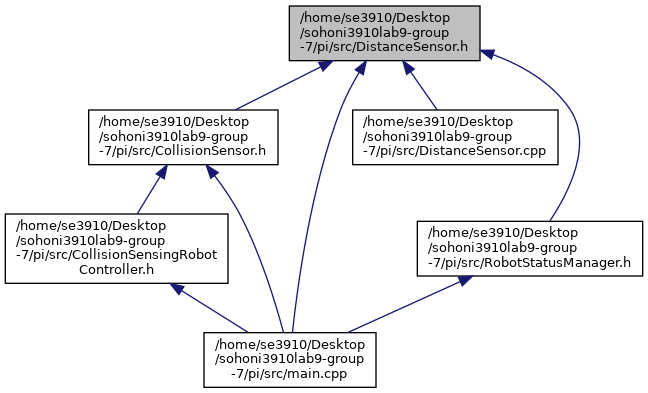 /home/se3910/Desktop
/sohoni3910lab9-group
-7/pi/src/DistanceSensor.h
/home/se3910/Desktop
/sohoni3910lab9-group
-7/pi/src/CollisionSensor.h
/home/se3910/Desktop
/sohoni3910lab9-group
-7/pi/src/DistanceSensor.cpp
/home/se3910/Desktop
/sohoni3910lab9-group
-7/pi/src/CollisionSensingRobot
Controller.h
/home/se3910/Desktop
/sohoni3910lab9-group
-7/pi/src/RobotStatusManager.h
/home/se3910/Desktop
/sohoni3910lab9-group
-7/pi/src/main.cpp